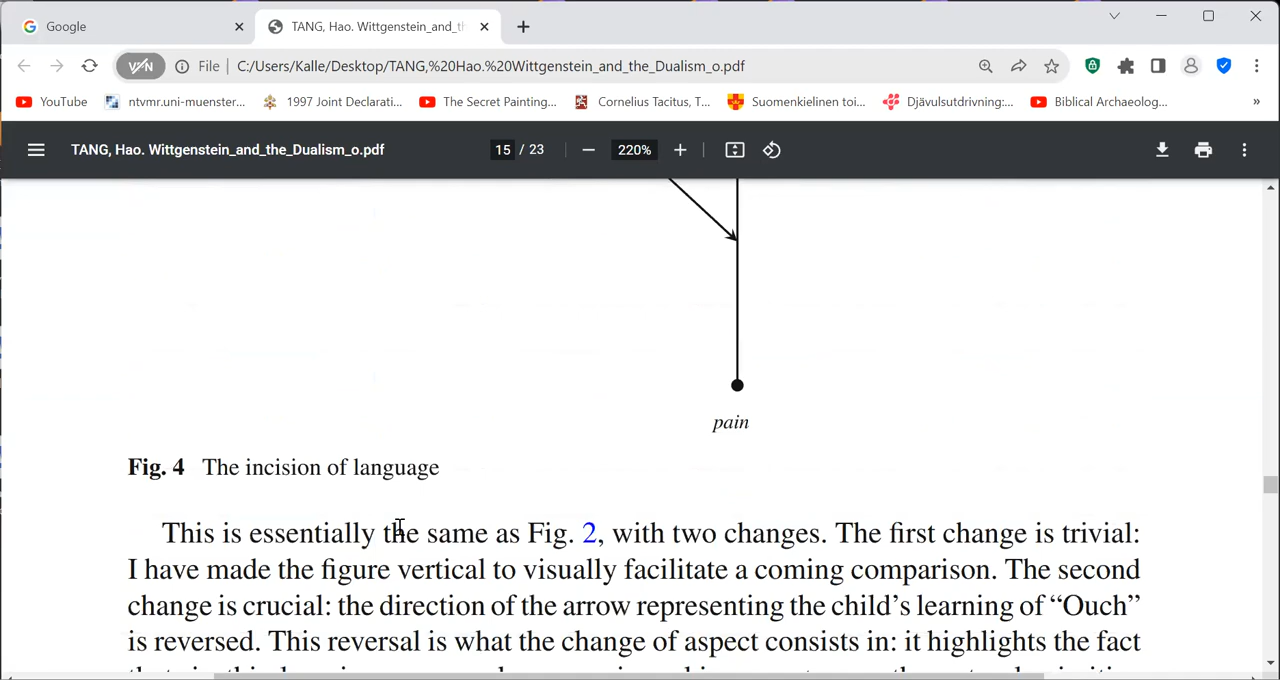 Google
TANG, Hao. Wittgenstein_and_th
VN
File
C:/Users/Kalle/Desktop/TANG,%20Hao.%20Wittgenstein_and_the_Dualism_o.pdf
YouTube
ntvmr.uni-muenster...
1997 Joint Declarati...
The Secret Painting...
Cornelius Tacitus, T...
Suomenkielinen toi...
Djävulsutdrivning:...
Biblical Archaeolog...
»
TANG, Hao. Wittgenstein_and_the_Dualism_o.pdf
15 / 23
220%
pain
Fig. 4 The incision of language
This is essentially the same as Fig. 2, with two changes. The first change is trivial:
I have made the figure vertical to visually facilitate a coming comparison. The second
change is crucial: the direction of the arrow representing the child’s learning of “Ouch”
is reversed. This reversal is what the change of aspect consists in: it highlights the fact